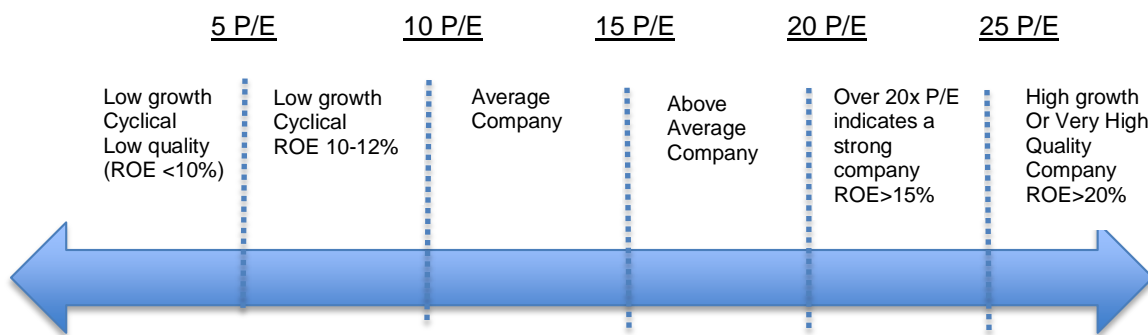 5 P/E
10 P/E
15 P/E
20 P/E
25 P/E
Low growth
Cyclical
Low quality
(ROE <10%)
Low growth
Cyclical
ROE 10-12%
Average
Company
Above
Average
Company
Over 20x P/E
indicates a
strong
company
ROE>15%
High growth
Or Very High
Quality
Company
ROE>20%